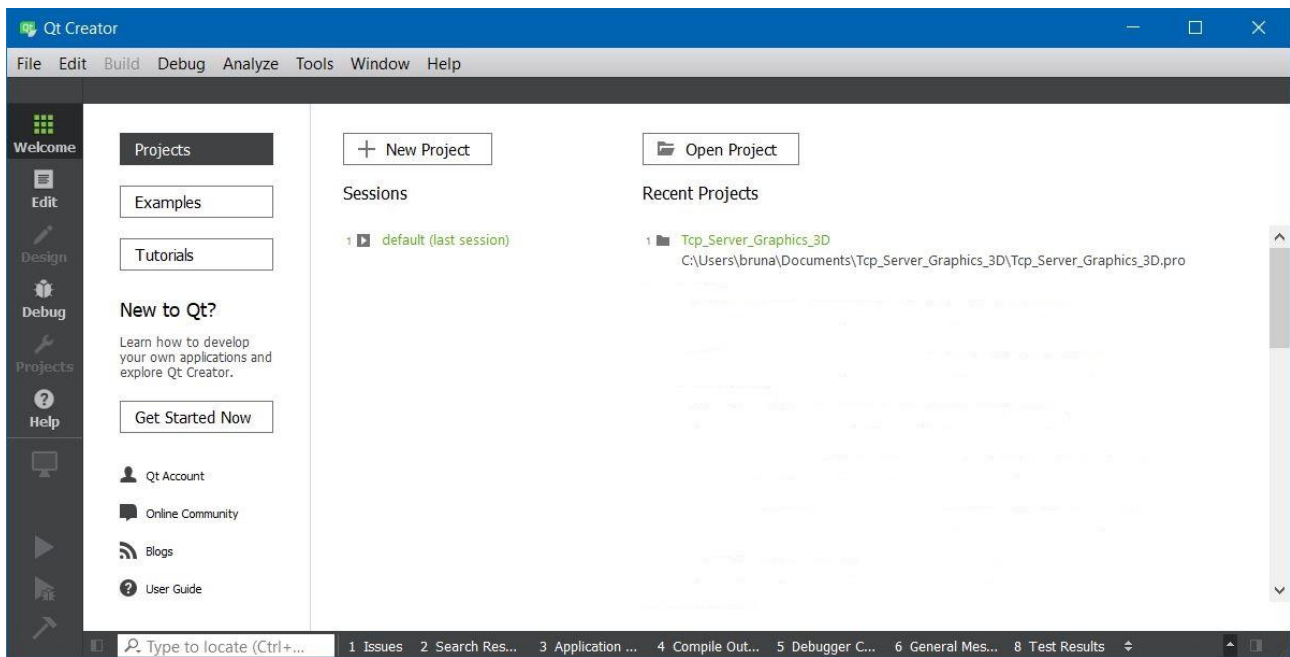 Qt Creator
File Edit Build Debug Analyze Tools Window Help
Welcome
Edit
Design
Debug
Projects
Help
Projects
Examples
Tutorials
New to Qt?
Learn how to develop
your own applications and
explore Qt Creator.
Get Started Now
Qt Account
Online Community
Blogs
User Guide
New Project
Sessions
1 default (last session)
Open Project
Recent Projects
1 Tcp_Server_Graphics_3D
C:\Users\bruna\Documents\Tcp_Server_Graphics_3D\Tcp_Server_Graphics_3D.pro
Type to locate (Ctrl+... 1 Issues 2 Search Res... 3 Application ... 4 Compile Out... 5 Debugger C... 6 General Mes... 8 Test Results